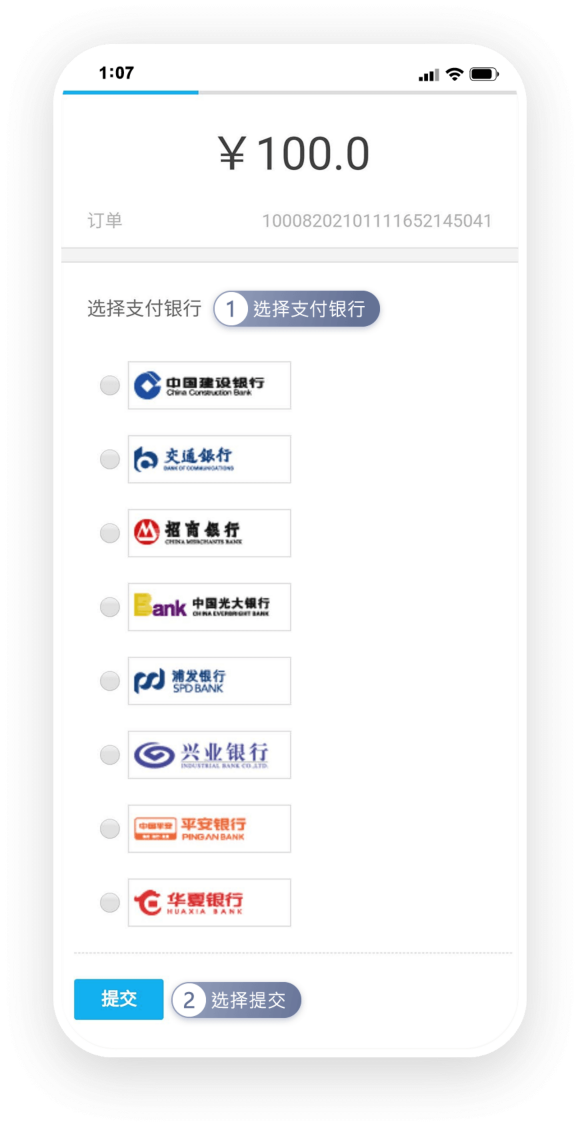 1:07
￥100.0
订单 10008202101111652145041
选择支付银行 1 选择支付银行
中国建设银行
China Construction Bank
交通银行
BANK OF COMMUNICATIONS
招商银行
CHINA MERCHANTS BANK
Bank 中国光大银行
CHINA EVERBRIGHT BANK
浦发银行
SPD BANK
兴业银行
INDUSTRIAL BANK CO.,LTD.
中国平安 平安银行
PING AN BANK
华夏银行
HUAXIA BANK
提交 2 选择提交